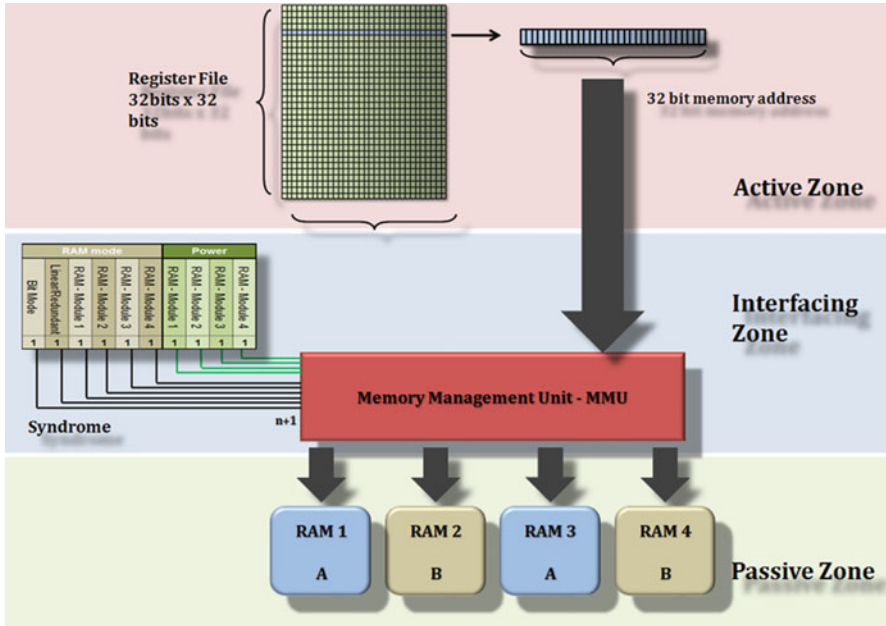 Register File
32bits x 32
bits
32 bit memory address
Active Zone
RAM mode
Power
Bit Mode
Linear/Redundant
RAM - Module 1
RAM - Module 2
RAM - Module 3
RAM - Module 4
RAM - Module 1
RAM - Module 2
RAM - Module 3
RAM - Module 4
1 1 1 1 1 1 1 1 1 1
Interfacing
Zone
Memory Management Unit - MMU
n+1
Syndrome
RAM 1
A
RAM 2
B
RAM 3
A
RAM 4
B
Passive Zone